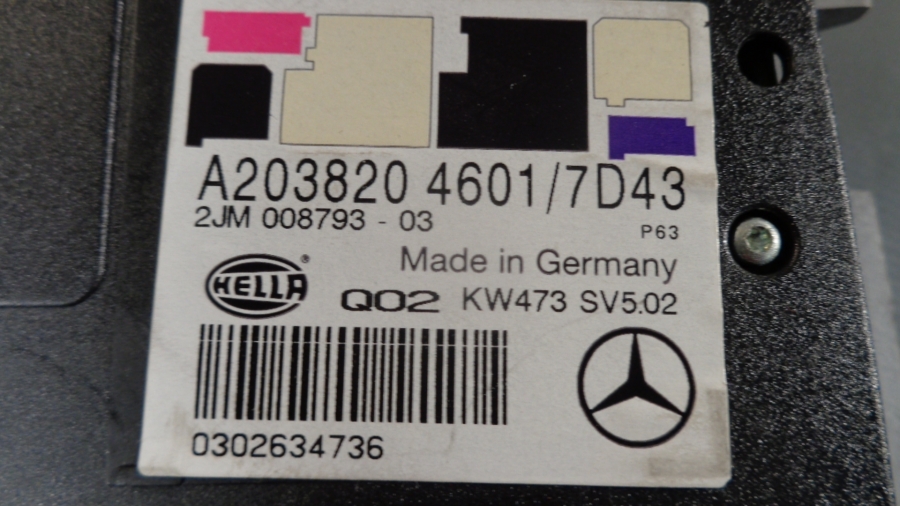 A203820 4601/7D43
2JM 008793 - 03
P63
Made in Germany
HELLA ®
Q02 KW473 SV5.02
0302634736